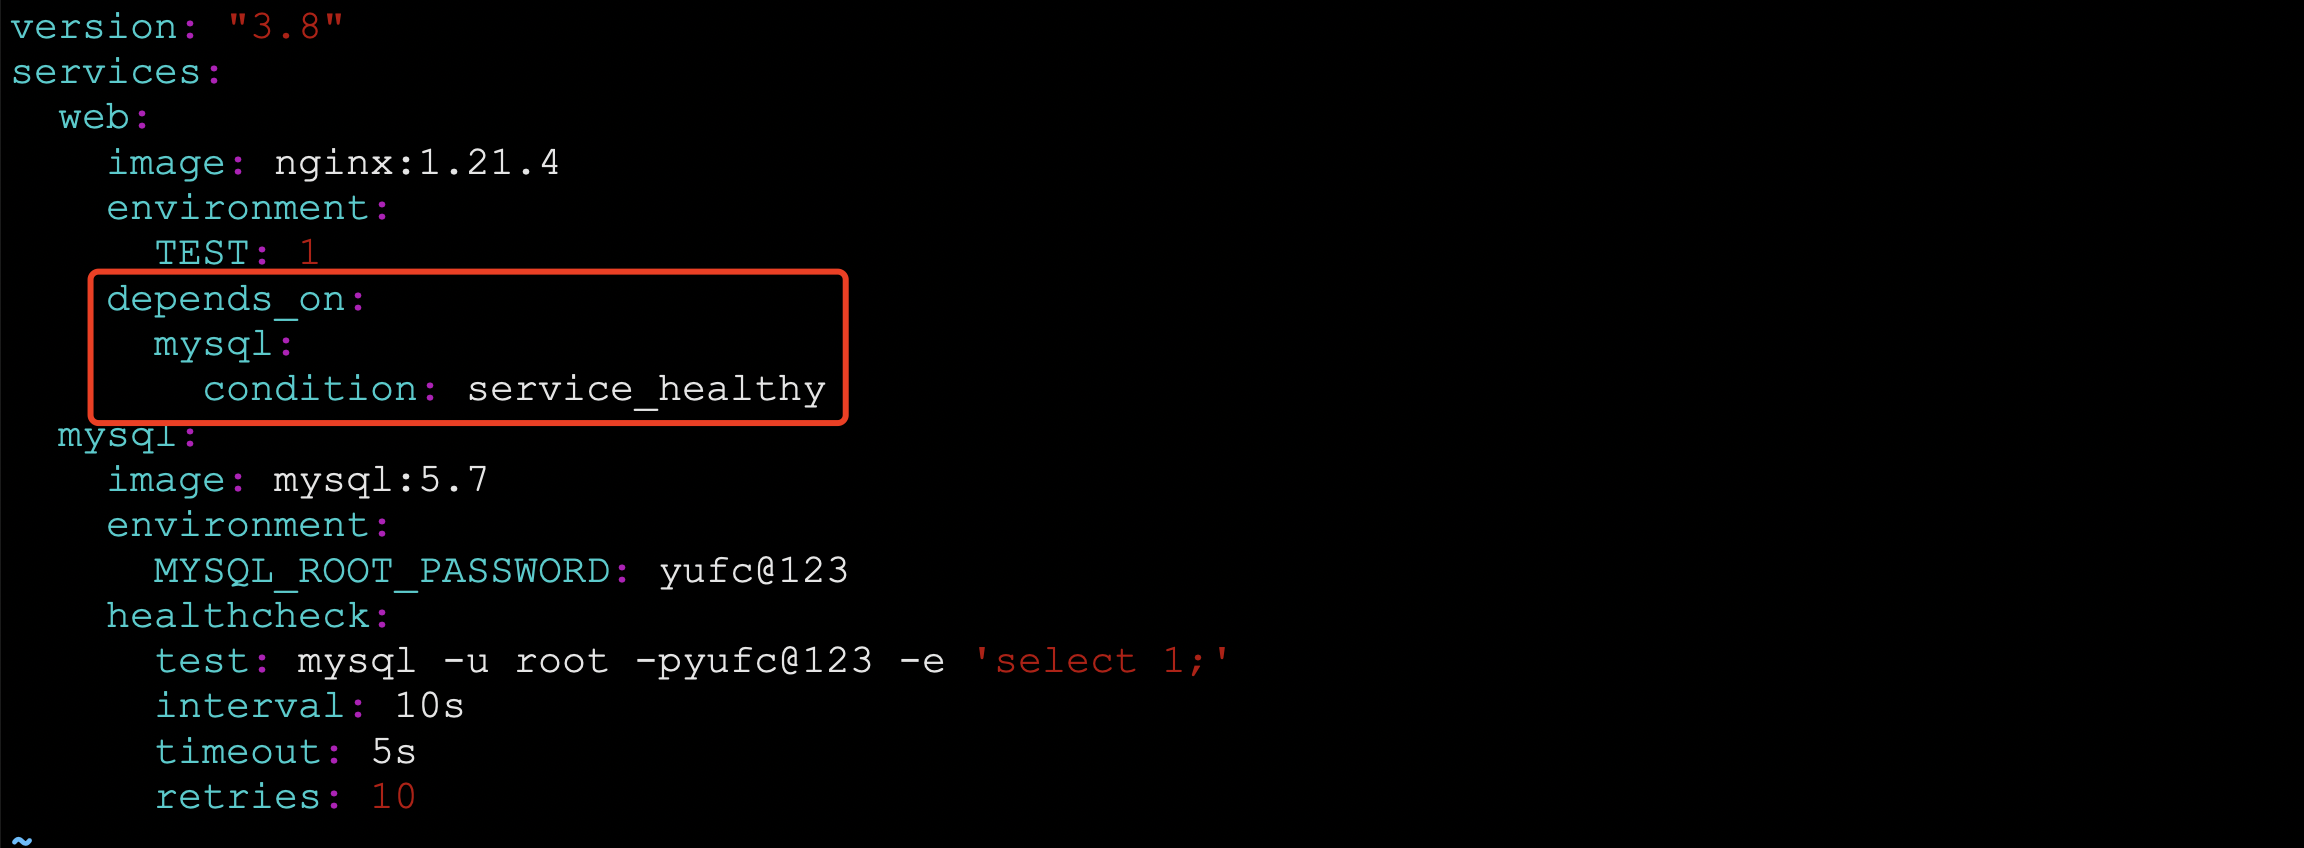 version: "3.8"
services:
  web:
    image: nginx:1.21.4
    environment:
      TEST: 1
    depends_on:
      mysql:
        condition: service_healthy
  mysql:
    image: mysql:5.7
    environment:
      MYSQL_ROOT_PASSWORD: yufc@123
    healthcheck:
      test: mysql -u root -pyufc@123 -e 'select 1;'
      interval: 10s
      timeout: 5s
      retries: 10
~